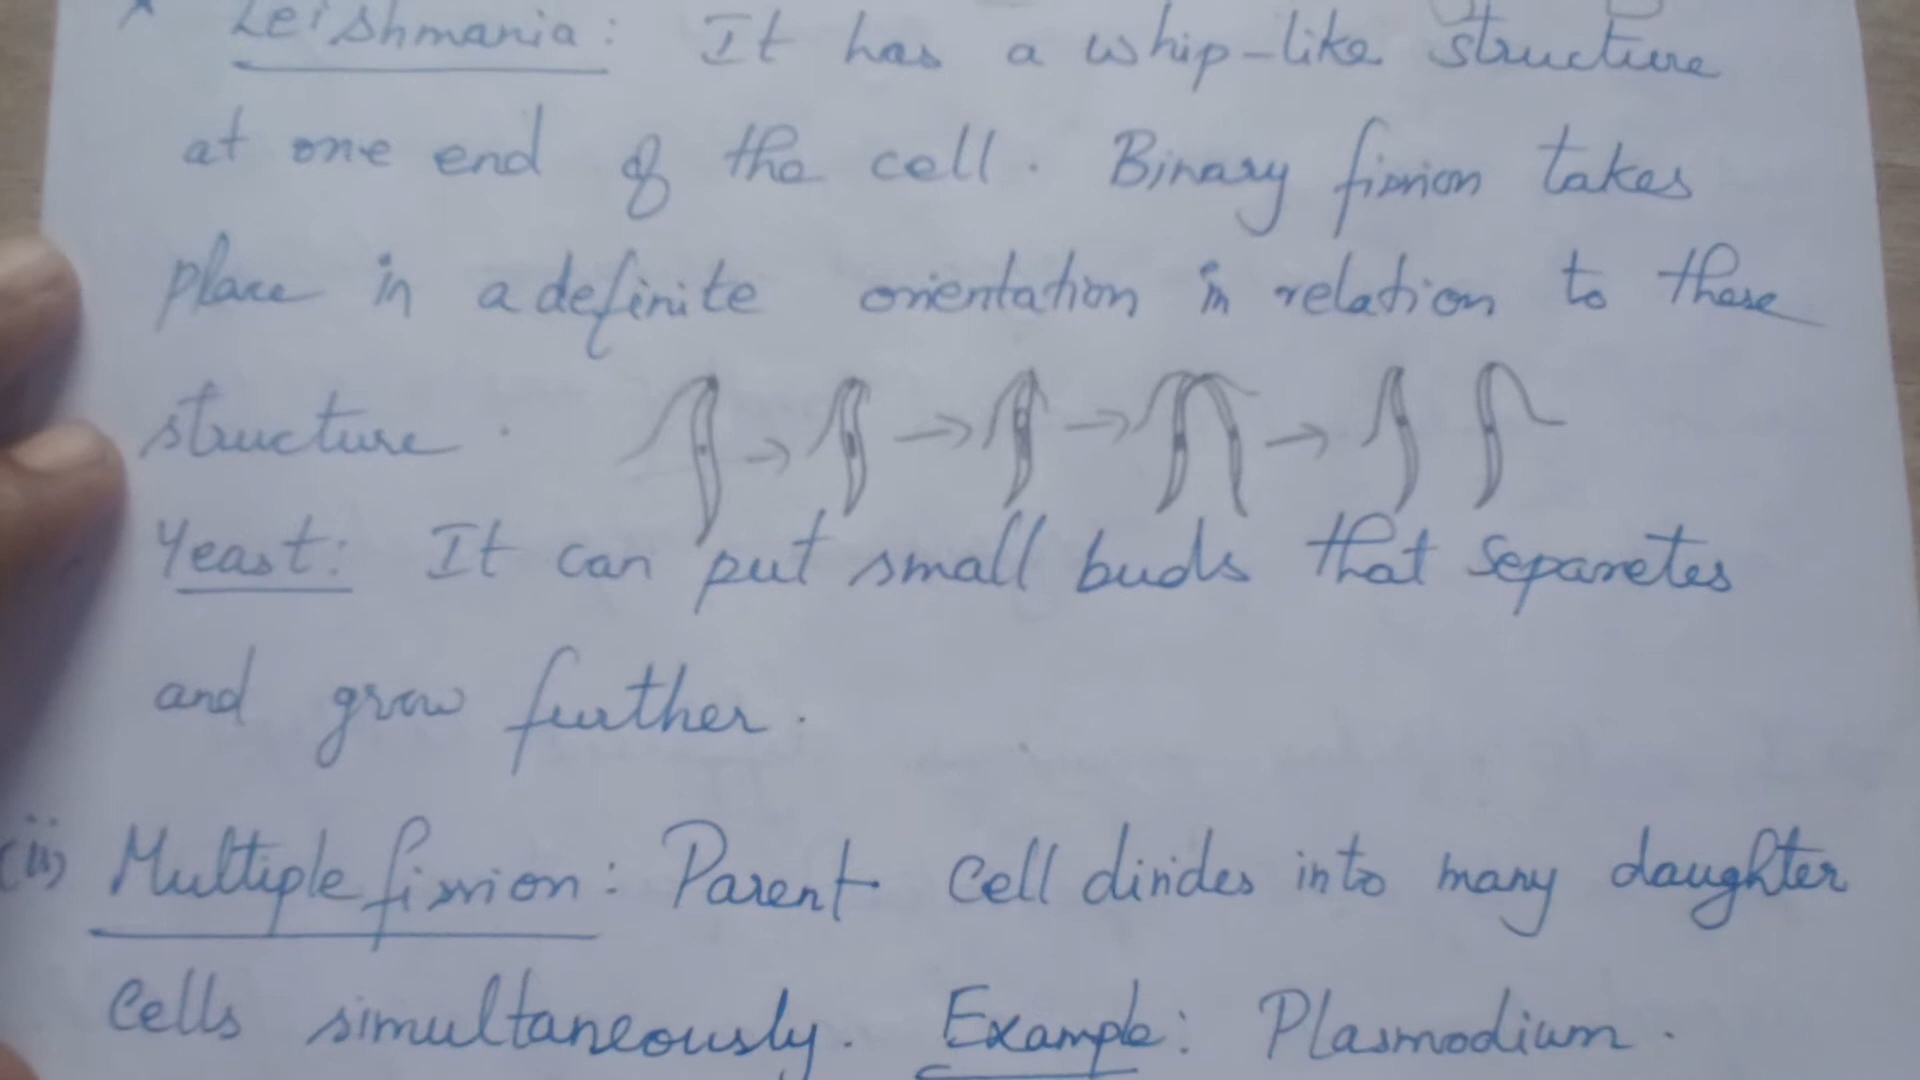 Leishmania: It has a whip-like structure
at one end of the cell. Binary fission takes
place in a definite orientation in relation to these
structure.
Yeast: It can put small buds that separetes
and grow further.
(ii) Multiple fission: Parent cell divides into many daughter
cells simultaneously. Example: Plasmodium.